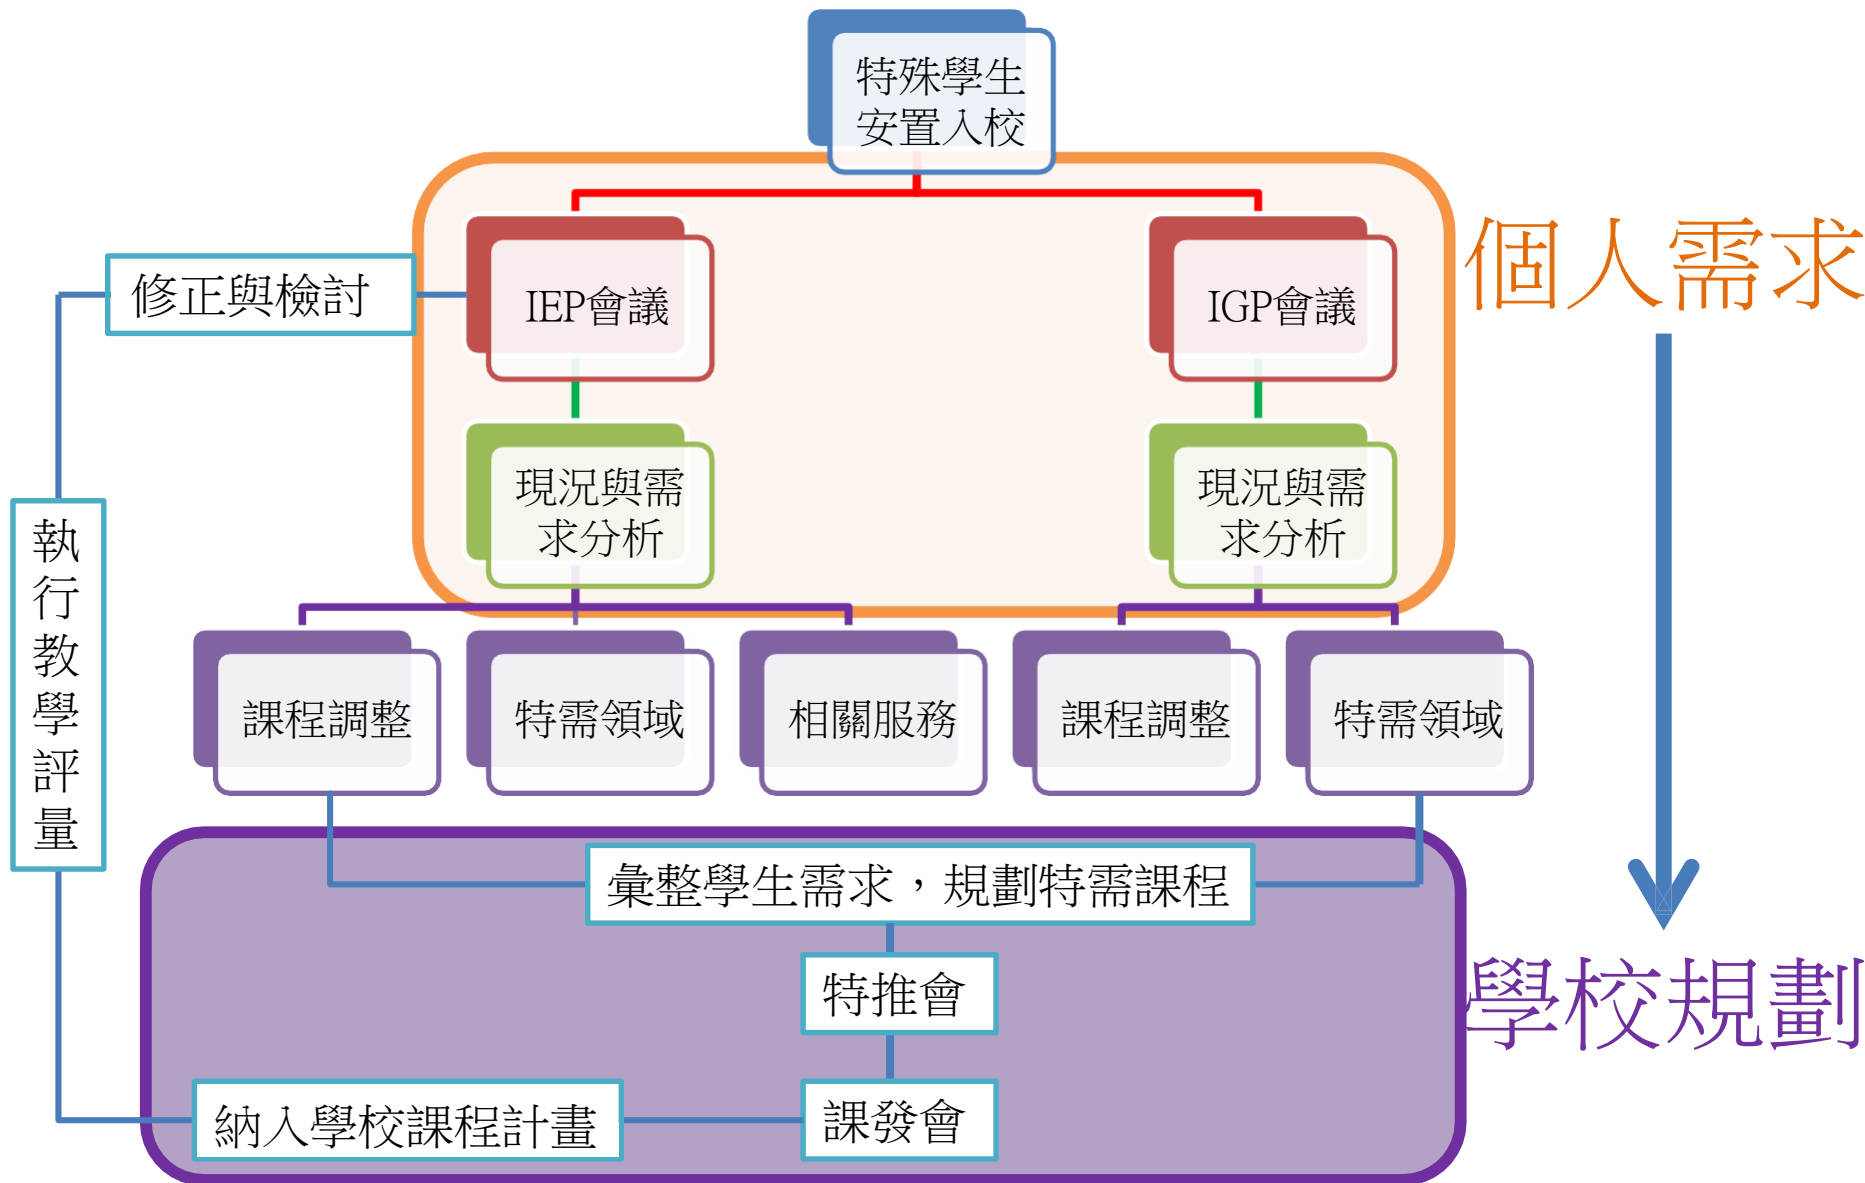 特殊學生
安置入校
個人需求
修正與檢討
IEP會議
IGP會議
現況與需
求分析
現況與需
求分析
執
行
教
學
評
量
課程調整
特需領域
相關服務
課程調整
特需領域
彙整學生需求，規劃特需課程
特推會
學校規劃
納入學校課程計畫
課發會